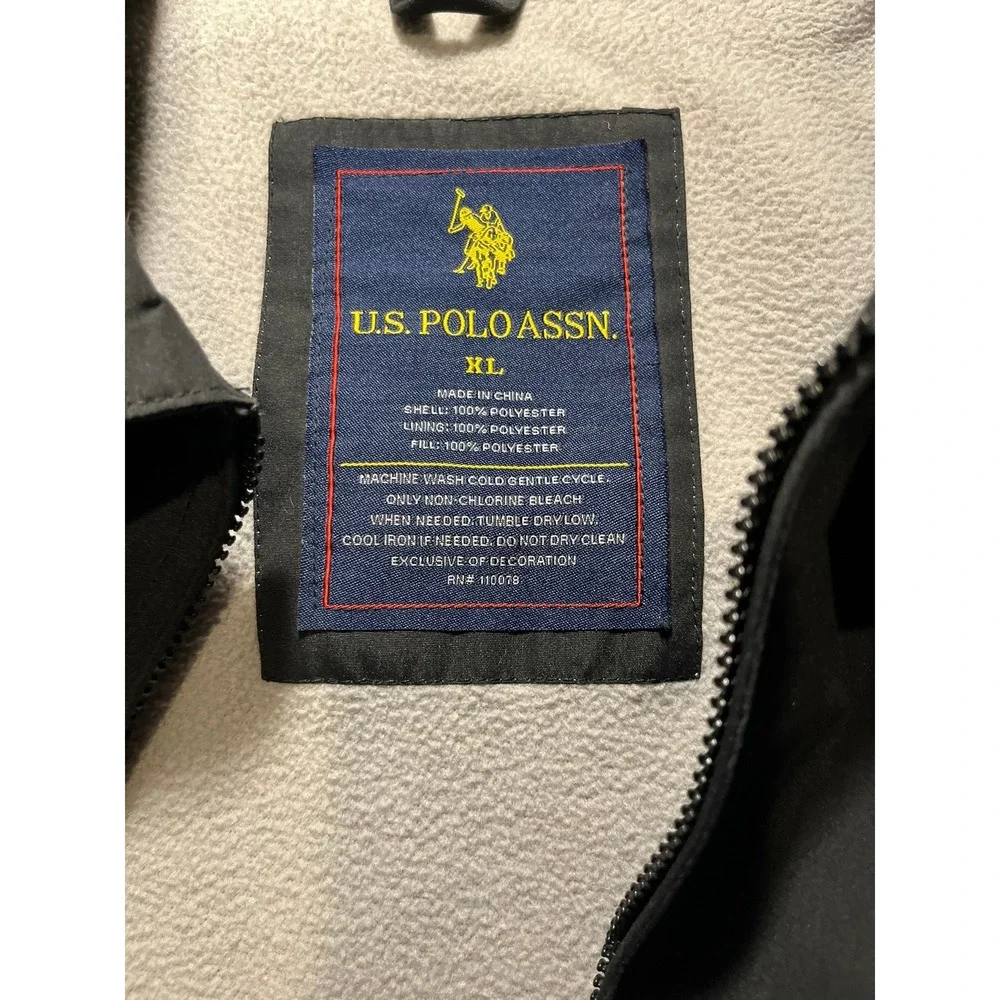 U.S. POLO ASSN.
XL
MADE IN CHINA
SHELL: 100% POLYESTER
LINING: 100% POLYESTER
FILL: 100% POLYESTER
MACHINE WASH COLD GENTLE CYCLE.
ONLY NON-CHLORINE BLEACH
WHEN NEEDED. TUMBLE DRY LOW.
COOL IRON IF NEEDED. DO NOT DRY CLEAN
EXCLUSIVE OF DECORATION
RN# 110078